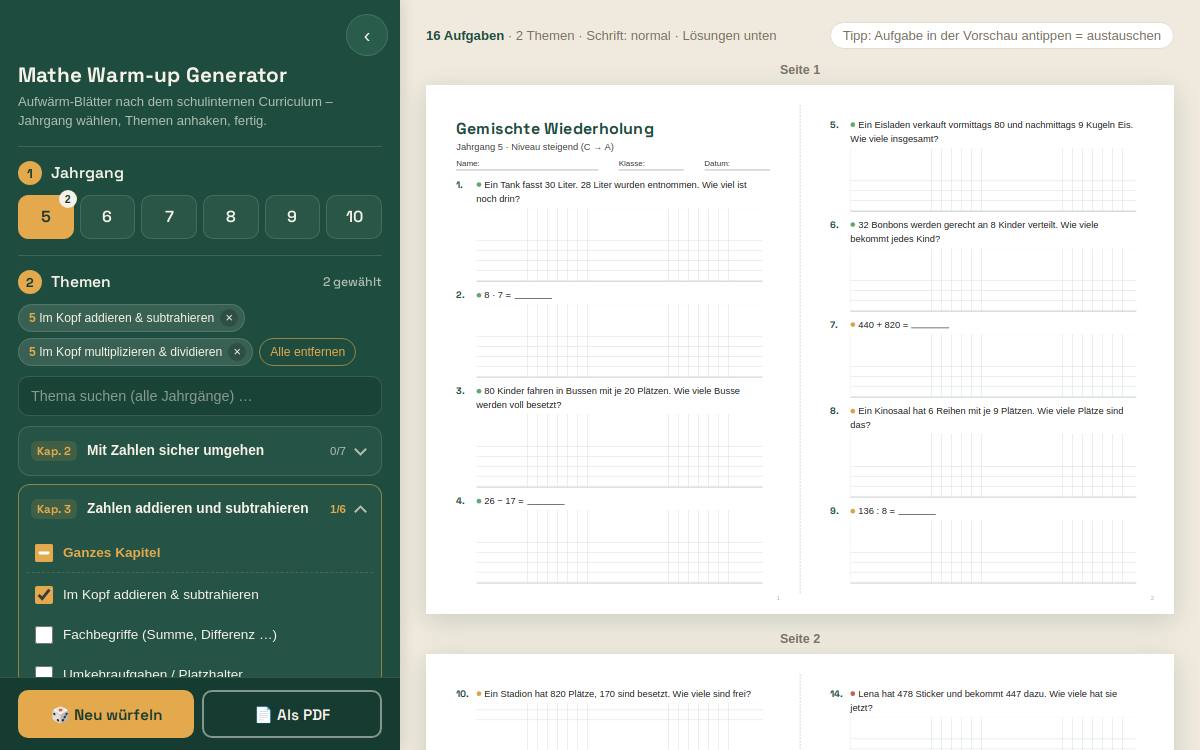 ‹
Mathe Warm-up Generator
Aufwärm-Blätter nach dem schulinternen Curriculum –
Jahrgang wählen, Themen anhaken, fertig.
1 Jahrgang
2
5 6 7 8 9 10
2 Themen 2 gewählt
5 Im Kopf addieren & subtrahieren ×
5 Im Kopf multiplizieren & dividieren × Alle entfernen
Thema suchen (alle Jahrgänge) …
Kap. 2 Mit Zahlen sicher umgehen 0/7
Kap. 3 Zahlen addieren und subtrahieren 1/6
Ganzes Kapitel
Im Kopf addieren & subtrahieren
Fachbegriffe (Summe, Differenz …)
Umkehraufgaben / Platzhalter
🎲 Neu würfeln
📄 Als PDF
16 Aufgaben · 2 Themen · Schrift: normal · Lösungen unten
Tipp: Aufgabe in der Vorschau antippen = austauschen
Seite 1
Gemischte Wiederholung
Jahrgang 5 · Niveau steigend (C → A)
Name: Klasse: Datum:
1. ● Ein Tank fasst 30 Liter. 28 Liter wurden entnommen. Wie viel ist
noch drin?
2. ● 8 · 7 = ________
3. ● 80 Kinder fahren in Bussen mit je 20 Plätzen. Wie viele Busse
werden voll besetzt?
4. ● 26 − 17 = ________
1
5. ● Ein Eisladen verkauft vormittags 80 und nachmittags 9 Kugeln Eis.
Wie viele insgesamt?
6. ● 32 Bonbons werden gerecht an 8 Kinder verteilt. Wie viele
bekommt jedes Kind?
7. ● 440 + 820 = ________
8. ● Ein Kinosaal hat 6 Reihen mit je 9 Plätzen. Wie viele Plätze sind
das?
9. ● 136 : 8 = ________
2
Seite 2
10. ● Ein Stadion hat 820 Plätze, 170 sind besetzt. Wie viele sind frei?
14. ● Lena hat 478 Sticker und bekommt 447 dazu. Wie viele hat sie
jetzt?